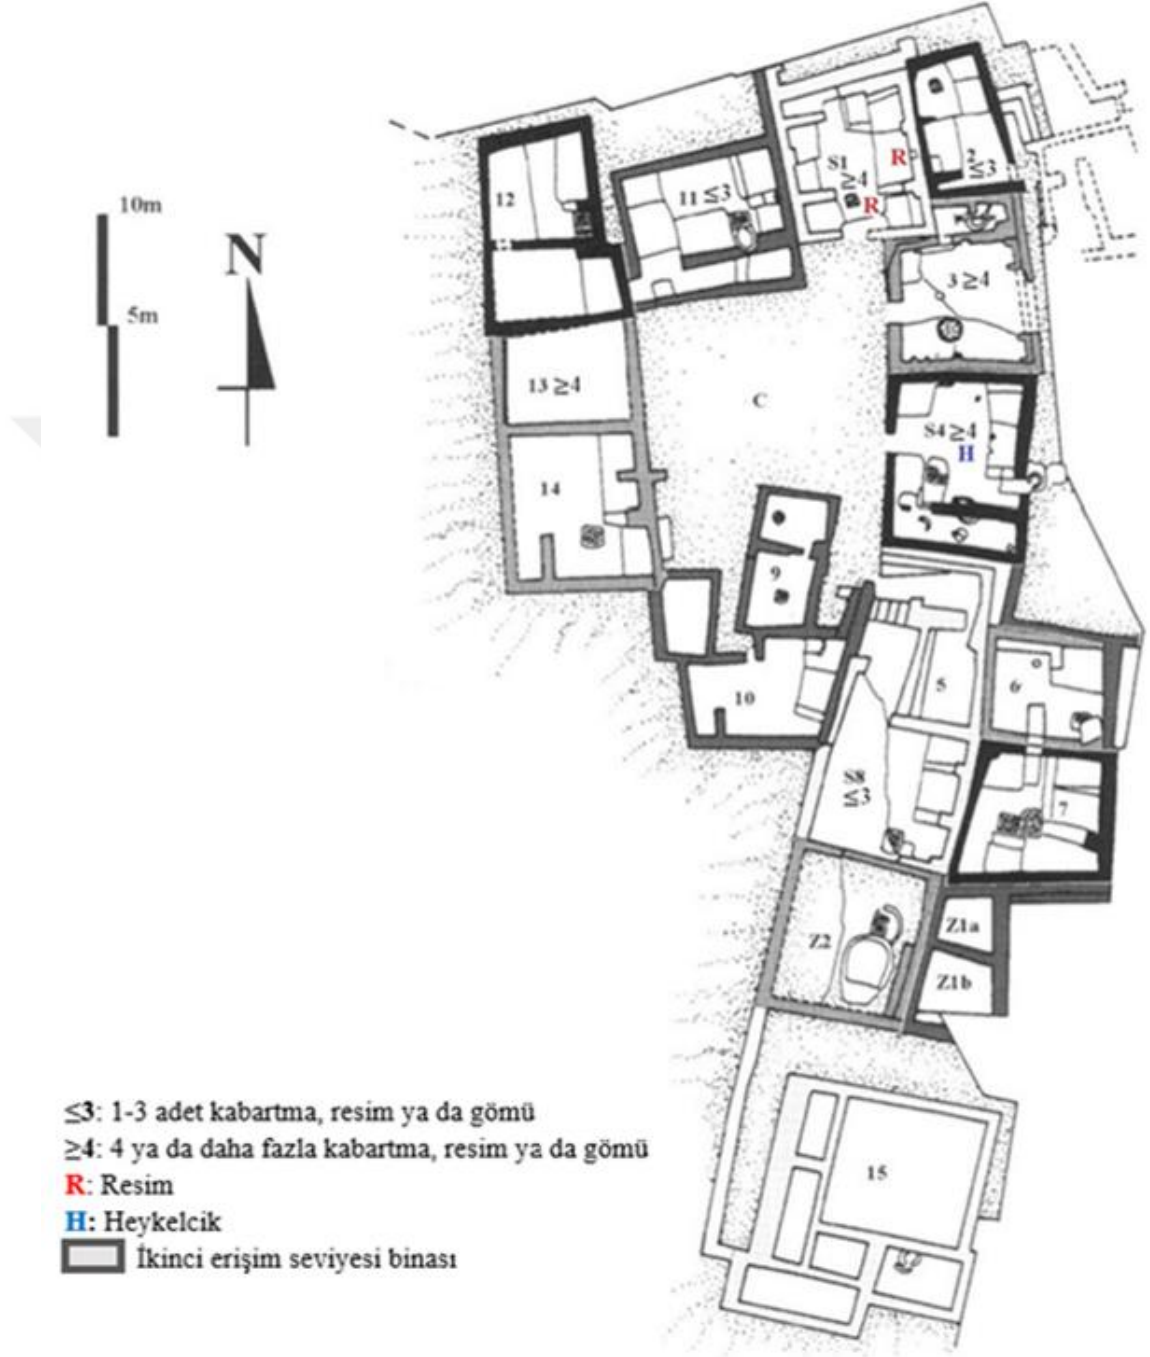 10m
N
5m
12
11 ≤3
S1
≥4
R
R
≤3
3 ≥4
13 ≥4
C
S4 ≥4
H
14
9
10
5
6
S8
≤3
7
Z1a
Z2
Z1b
15
≤3: 1-3 adet kabartma, resim ya da gömü
≥4: 4 ya da daha fazla kabartma, resim ya da gömü
R: Resim
H: Heykelcik
İkinci erişim seviyesi binası